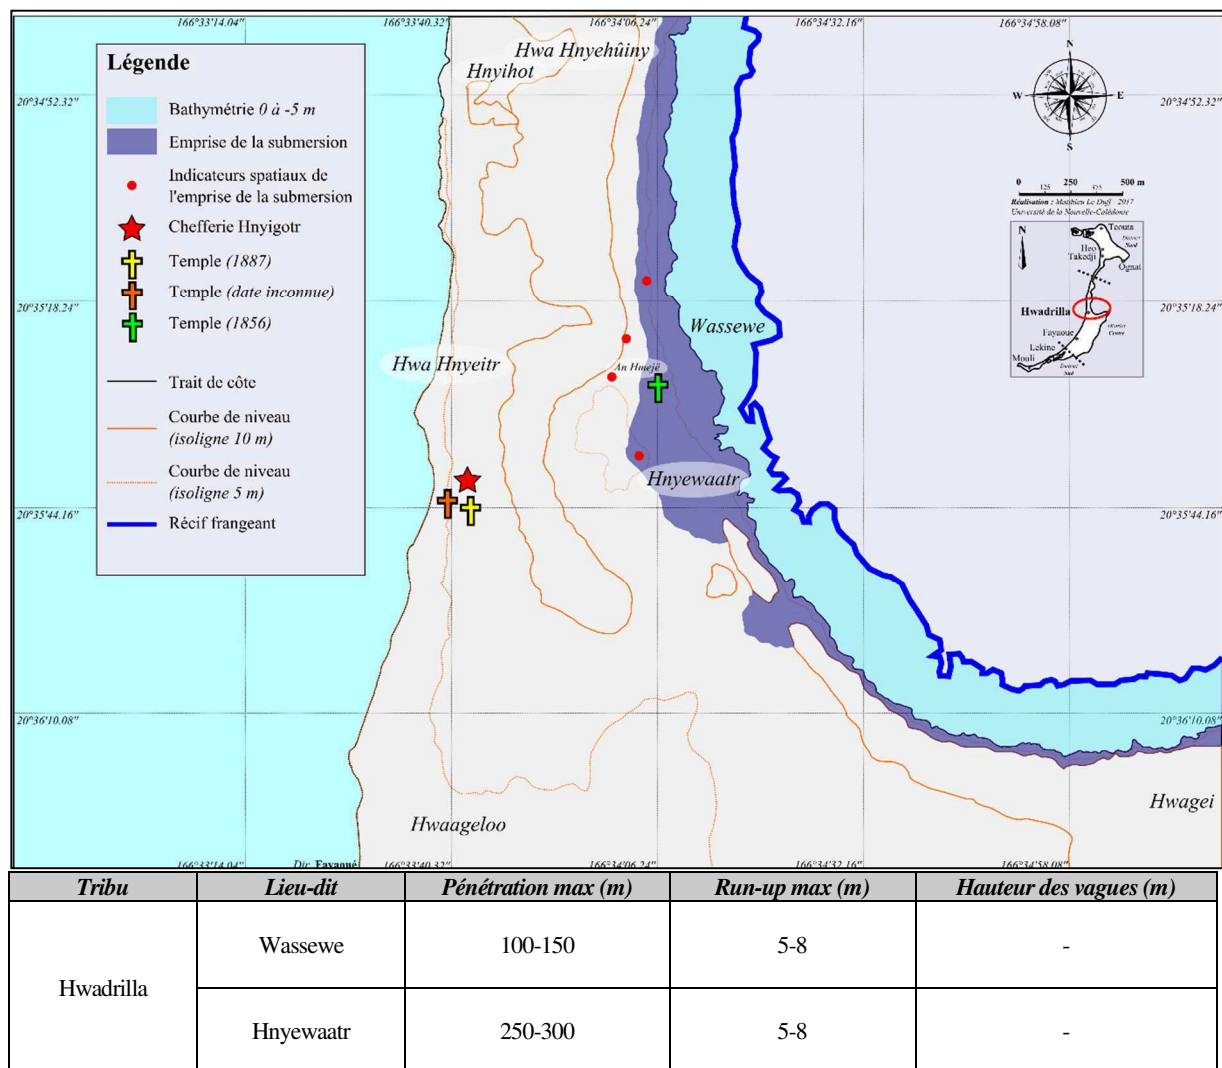 166°33'14.04"
166°33'40.32"
166°34'06.24"
166°34'32.16"
166°34'58.08"
Légende
Bathymétrie 0 à -5 m
Emprise de la submersion
Indicateurs spatiaux de
l'emprise de la submersion
Chefferie Hnyigotr
Temple (1887)
Temple (date inconnue)
Temple (1856)
Trait de côte
Courbe de niveau
(isoligne 10 m)
Courbe de niveau
(isoligne 5 m)
Récif frangeant
Hwa Hnyehûiny
Hnyihot
20°34'52.32"
20°34'52.32"
N
W
E
S
0 125 250 375 500 m
Réalisation : Matthieu Le Duff - 2017
Université de la Nouvelle-Calédonie
N
Teouta
District
Nord
Heo
Takedji
Ognat
Hwadrilla
Fayaoue
District
Centre
Lekine
Mouli
District
Sud
20°35'18.24"
20°35'18.24"
Wassewe
Hwa Hnyeitr
An Hmejë
Hnyewaatr
20°35'44.16"
20°35'44.16"
20°36'10.08"
20°36'10.08"
Hwagei
Hwaageloo
166°33'14.04"
Dir. Fayaoué
166°33'40.32"
166°34'06.24"
166°34'32.16"
166°34'58.08"
Tribu Lieu-dit Pénétration max (m) Run-up max (m) Hauteur des vagues (m)
Wassewe 100-150 5-8 -
Hwadrilla
Hnyewaatr 250-300 5-8 -